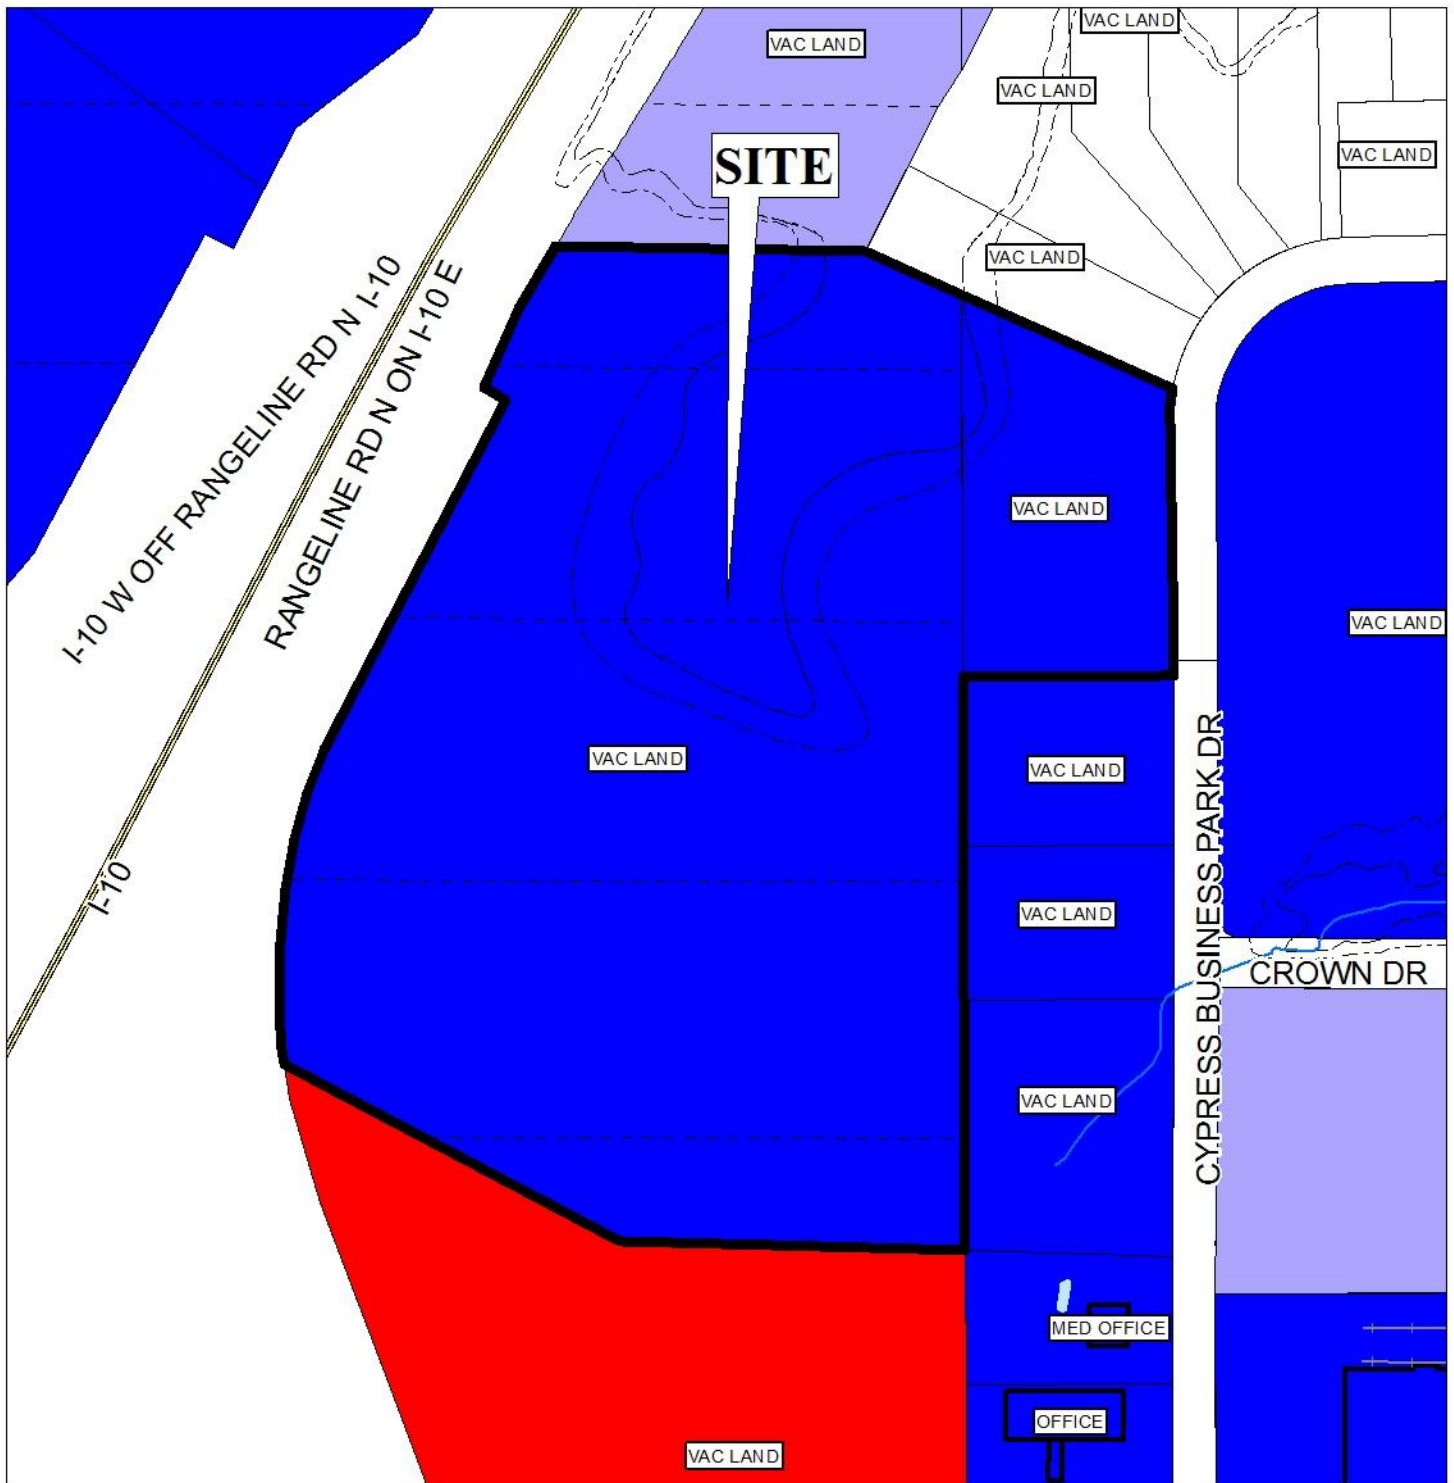 VAC LAND
VAC LAND
VAC LAND
VAC LAND
SITE
VAC LAND
I-10 W OFF RANGELINE RD N I-10
RANGELINE RD N ON I-10 E
VAC LAND
VAC LAND
VAC LAND
VAC LAND
I-10
VAC LAND
CYPRESS BUSINESS PARK DR
CROWN DR
VAC LAND
MED OFFICE
OFFICE
VAC LAND